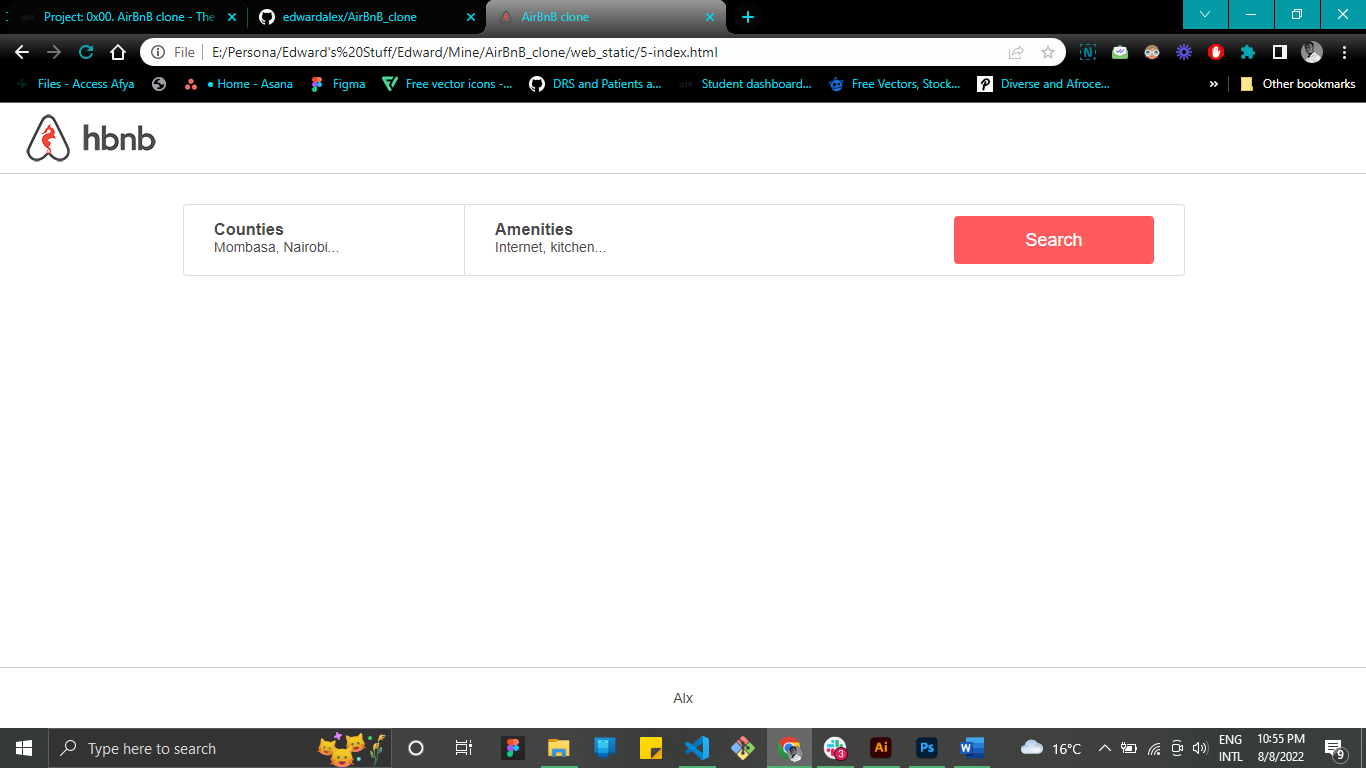 Project: 0x00. AirBnB clone - The
edwardalex/AirBnB_clone
AirBnB clone
File
E:/Persona/Edward's%20Stuff/Edward/Mine/AirBnB_clone/web_static/5-index.html
Files - Access Afya
● Home - Asana
Figma
Free vector icons -...
DRS and Patients a...
Student dashboard...
Free Vectors, Stock...
Diverse and Afroce...
»
Other bookmarks
hbnb
Counties
Mombasa, Nairobi...
Amenities
Internet, kitchen...
Search
Alx
Type here to search
3
Ai
Ps
16°C
ENG
INTL
10:55 PM
8/8/2022
9